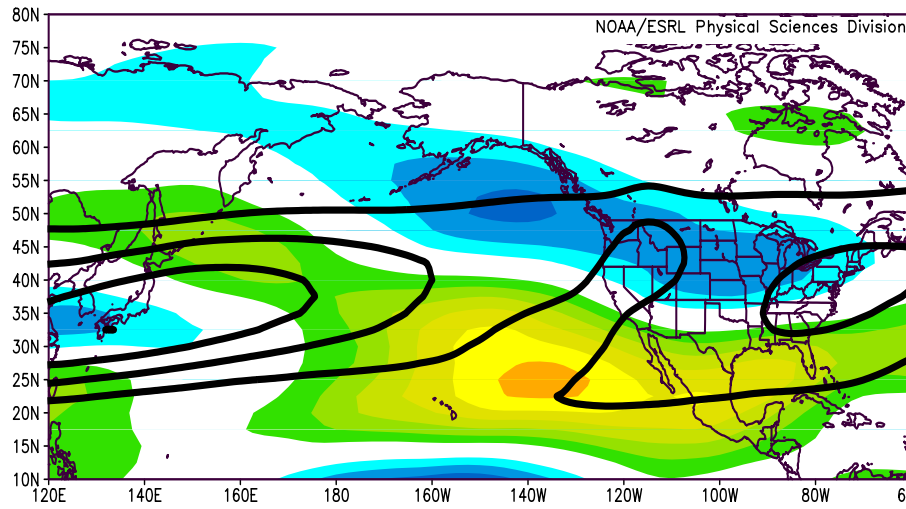 80N
NOAA/ESRL Physical Sciences Division
75N
70N
65N
60N
55N
50N
45N
40N
35N
30N
25N
20N
15N
10N
120E 140E 160E 180 160W 140W 120W 100W 80W